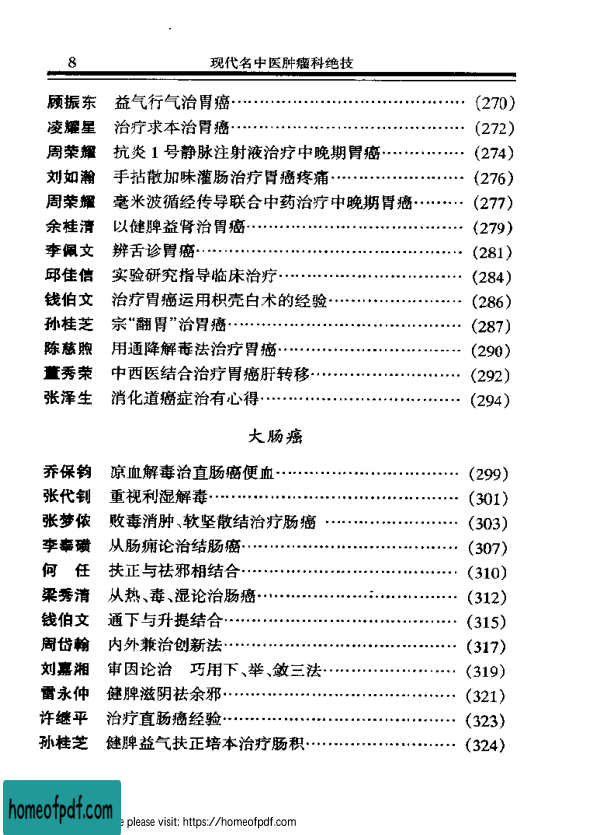 8 现代名中医肿瘤科绝技
顾振东 益气行气治胃癌……………………………………(270)
凌耀星 治疗求本治胃癌……………………………………(272)
周荣耀 抗炎1号静脉注射液治疗中晚期胃癌……………(274)
刘如瀚 手拈散加味灌肠治疗胃癌疼痛……………………(276)
周荣耀 毫米波循经传导联合中药治疗中晚期胃癌………(277)
余桂清 以健脾益肾治胃癌…………………………………(279)
李佩文 辨舌诊胃癌…………………………………………(281)
邱佳信 实验研究指导临床治疗……………………………(284)
钱伯文 治疗胃癌运用枳壳白术的经验……………………(286)
孙桂芝 宗“翻胃”治胃癌……………………………………(287)
陈慈煦 用通降解毒法治疗胃癌……………………………(290)
董秀荣 中西医结合治疗胃癌肝转移………………………(292)
张泽生 消化道癌症治有心得………………………………(294)
大肠癌
乔保钧 凉血解毒治直肠癌便血……………………………(299)
张代钊 重视利湿解毒………………………………………(301)
张梦侬 败毒消肿、软坚散结治疗肠癌 ……………………(303)
李奉磺 从肠痈论治结肠癌…………………………………(307)
何 任 扶正与祛邪相结合…………………………………(310)
梁秀清 从热、毒、湿论治肠癌………………………………(312)
钱伯文 通下与升提结合……………………………………(315)
周岱翰 内外兼治创新法……………………………………(317)
刘嘉湘 审因论治 巧用下、举、敛三法……………………(319)
雷永仲 健脾滋阴祛余邪……………………………………(321)
许继平 治疗直肠癌经验……………………………………(323)
孙桂芝 健脾益气扶正培本治疗肠积………………………(324)
homeofpdf.com
e please visit: https://homeofpdf.com